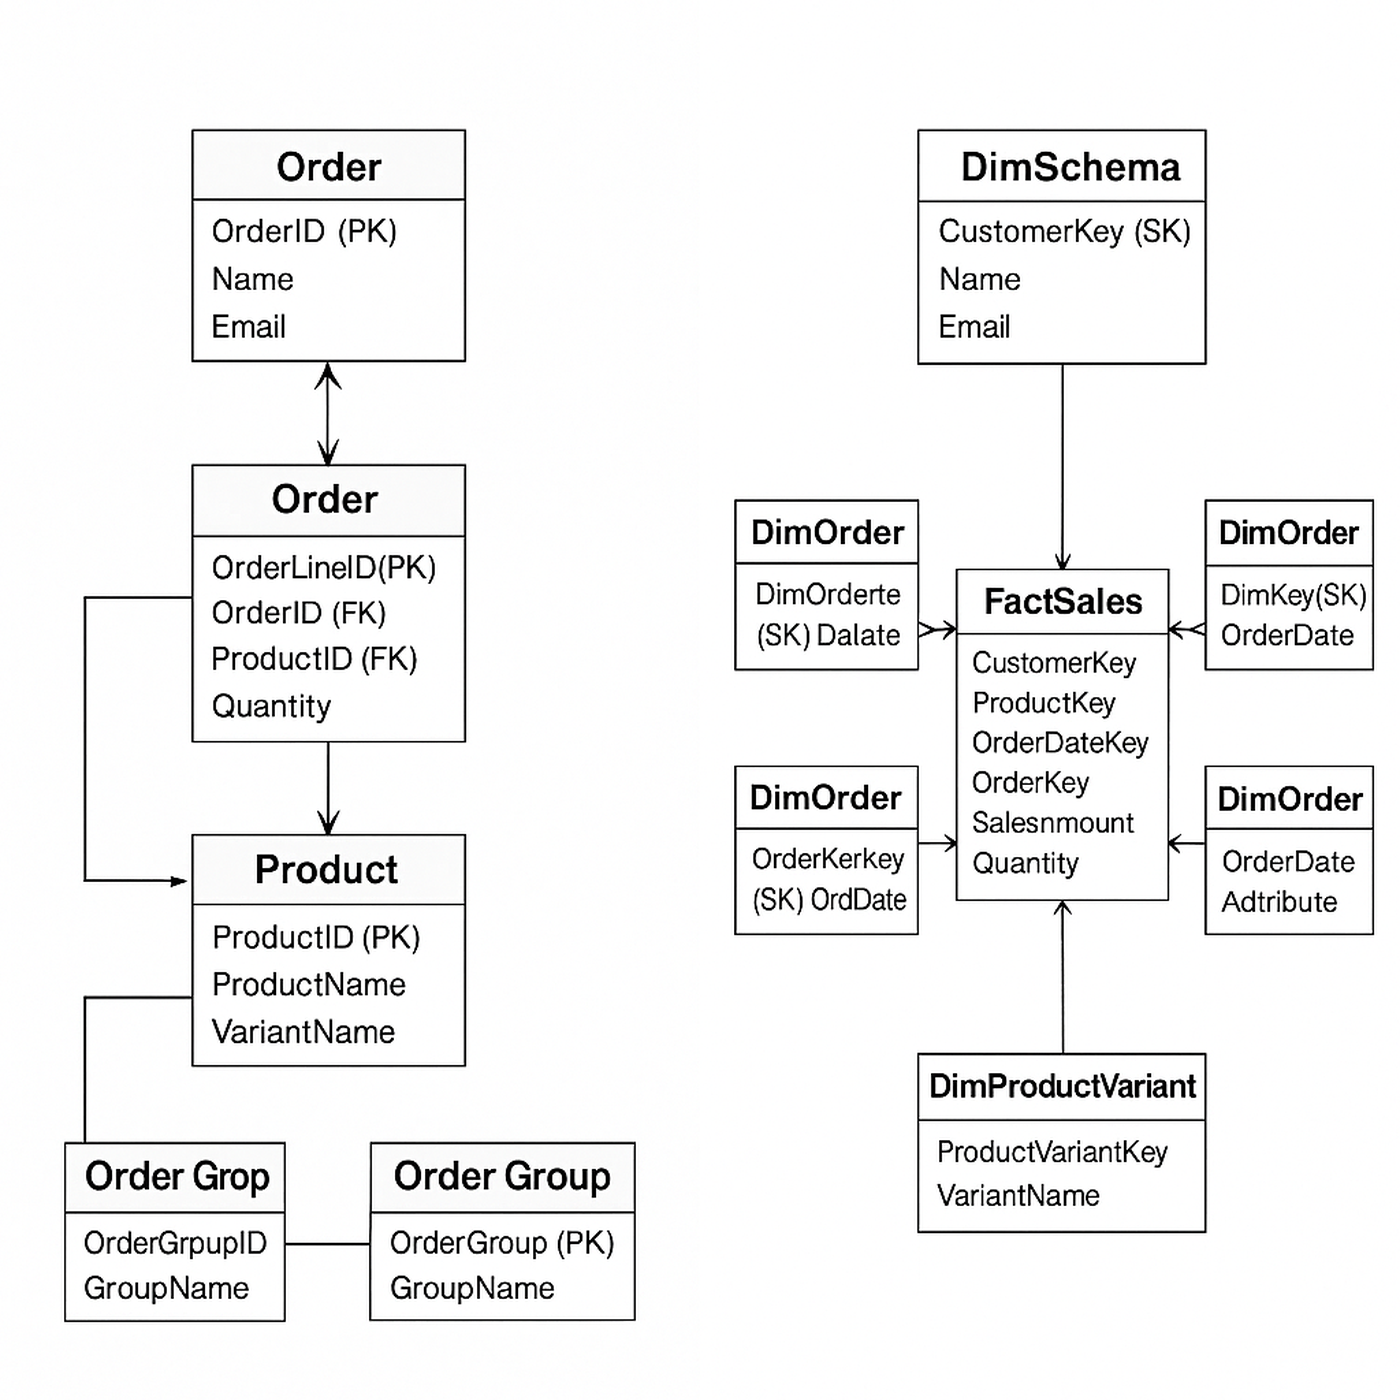 Order
OrderID (PK)
Name
Email
Order
OrderLineID(PK)
OrderID (FK)
ProductID (FK)
Quantity
Product
ProductID (PK)
ProductName
VariantName
Order Grop
OrderGrpupID
GroupName
Order Group
OrderGroup (PK)
GroupName
DimSchema
CustomerKey (SK)
Name
Email
DimOrder
DimOrderte
(SK) Dalate
FactSales
CustomerKey
ProductKey
OrderDateKey
OrderKey
Salesnmount
Quantity
DimOrder
DimKey(SK)
OrderDate
DimOrder
OrderKerkey
(SK) OrdDate
DimOrder
OrderDate
Adtribute
DimProductVariant
ProductVariantKey
VariantName